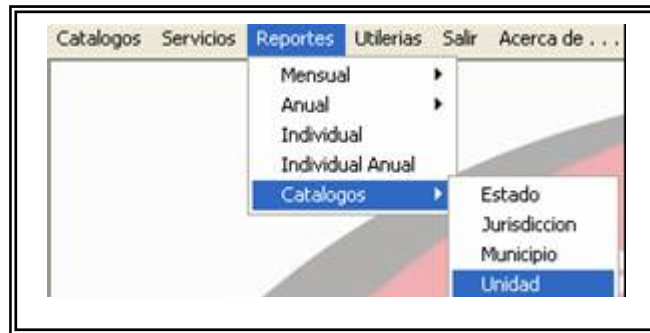 Catalogos Servicios Reportes Utilerias Salir Acerca de . . .
Mensual
Anual
Individual
Individual Anual
Catalogos
Estado
Jurisdiccion
Municipio
Unidad